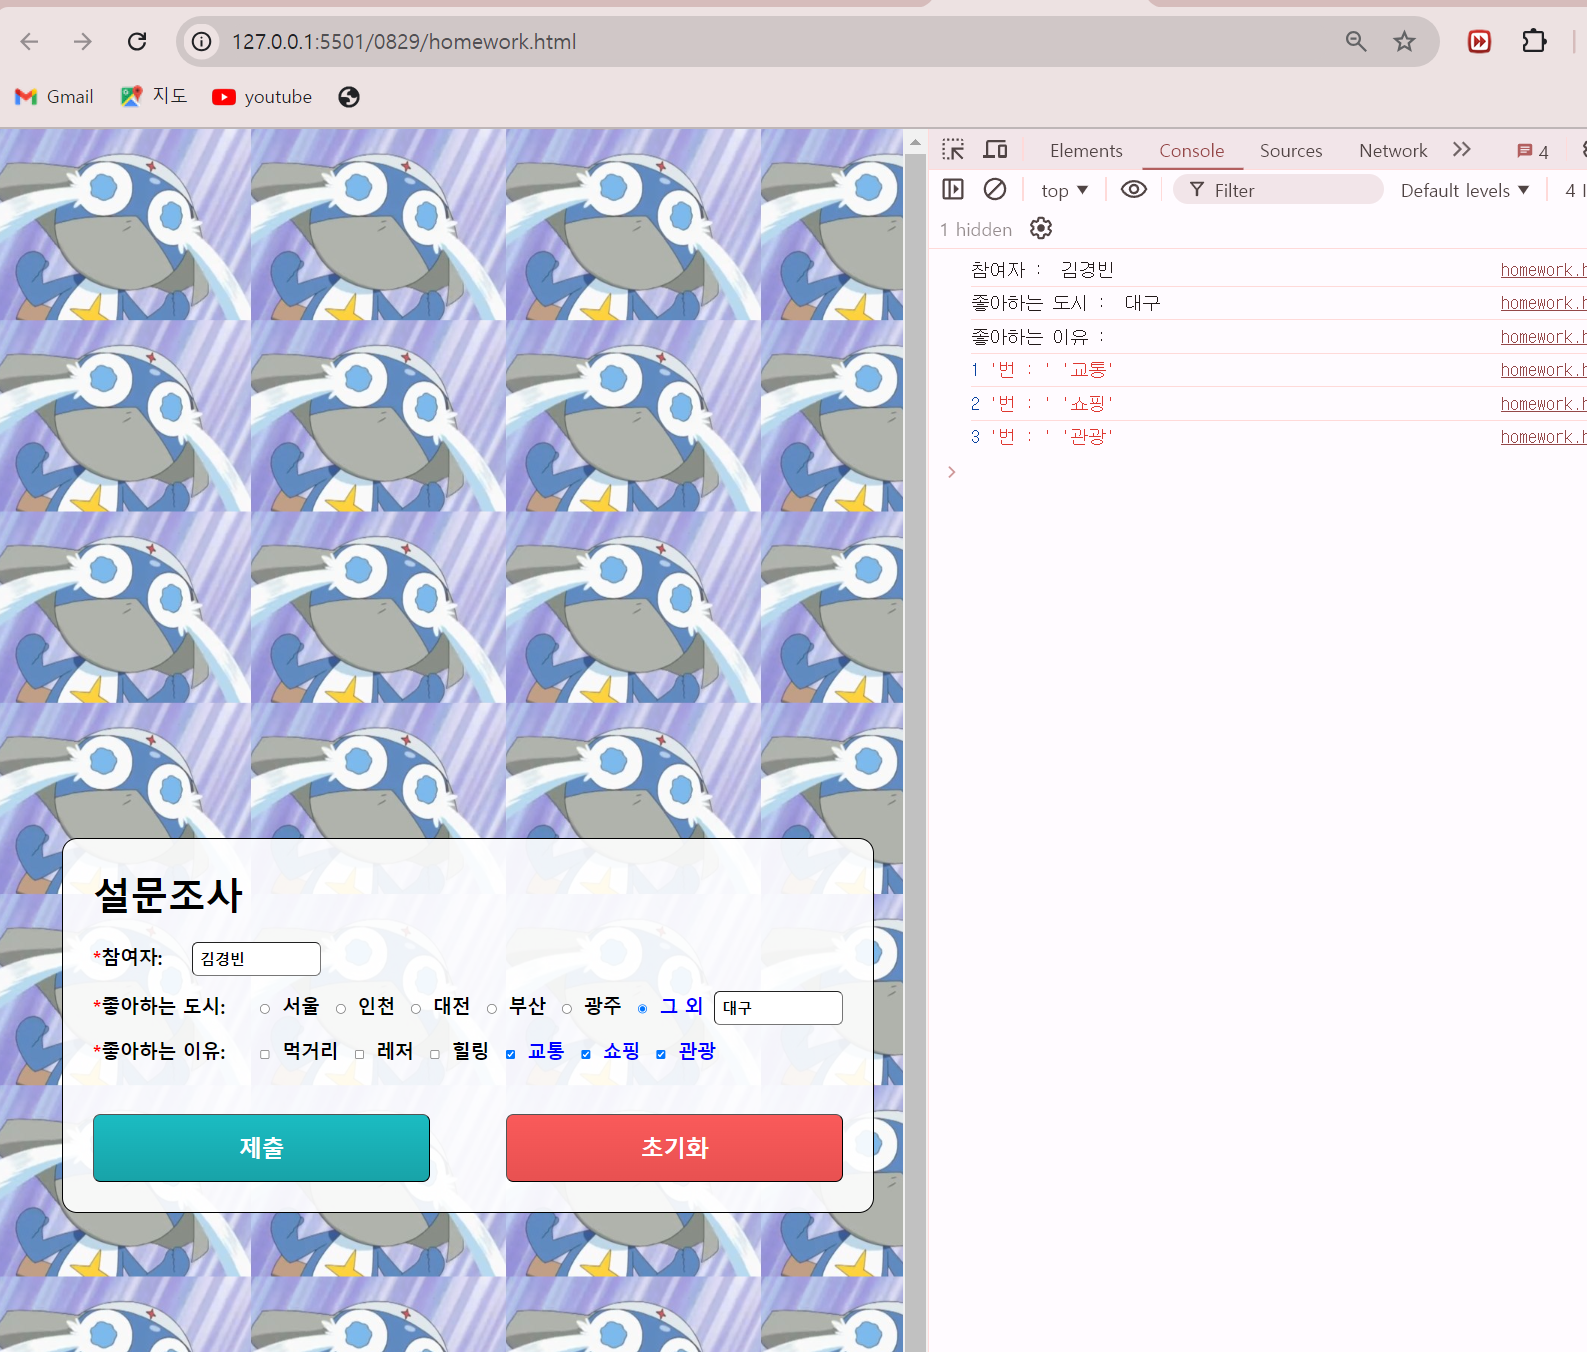 127.0.0.1:5501/0829/homework.html
Gmail 지도 youtube
Elements Console Sources Network 4
top Filter Default levels 4
1 hidden
참여자 : 김경빈 homework.h
좋아하는 도시 : 대구 homework.h
좋아하는 이유 : homework.h
1 '번 : ' '교통' homework.h
2 '번 : ' '쇼핑' homework.h
3 '번 : ' '관광' homework.h
설문조사
*참여자: 김경빈
*좋아하는 도시: 서울 인천 대전 부산 광주 그 외 대구
*좋아하는 이유: 먹거리 레저 힐링 교통 쇼핑 관광
제출 초기화